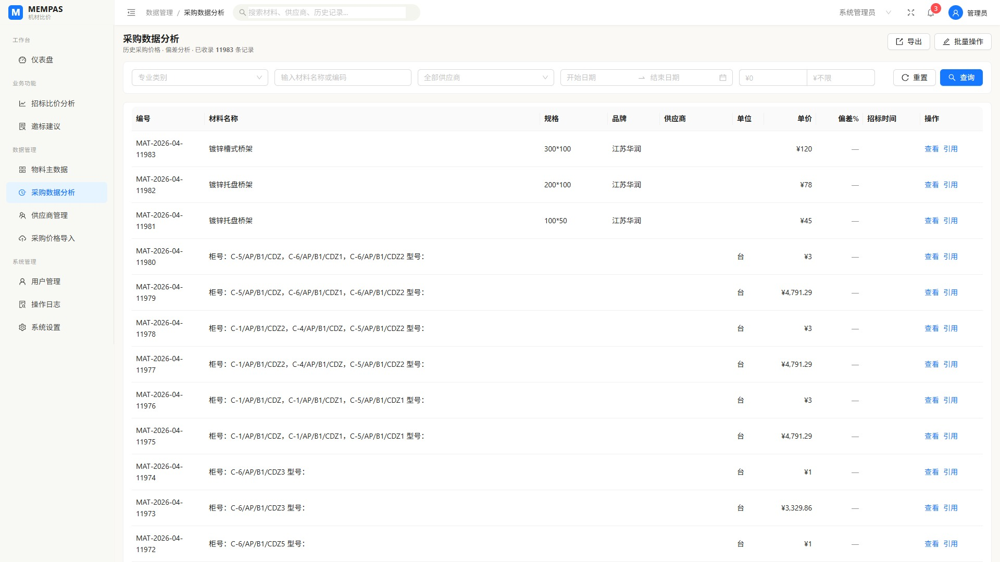 M MEMPAS
机材比价
数据管理 / 采购数据分析
搜索材料、供应商、历史记录...
系统管理员
3
管理员
工作台
仪表盘
业务功能
招标比价分析
邀标建议
数据管理
物料主数据
采购数据分析
供应商管理
采购价格导入
系统管理
用户管理
操作日志
系统设置
采购数据分析
历史采购价格 · 偏差分析 · 已收录 11983 条记录
导出
批量操作
专业类别
输入材料名称或编码
全部供应商
开始日期
结束日期
¥0
¥不限
重置
查询
编号 材料名称 规格 品牌 供应商 单位 单价 偏差% 招标时间 操作
MAT-2026-04-
11983 镀锌槽式桥架 300*100 江苏华润 ¥120 — 查看 引用
MAT-2026-04-
11982 镀锌托盘桥架 200*100 江苏华润 ¥78 — 查看 引用
MAT-2026-04-
11981 镀锌托盘桥架 100*50 江苏华润 ¥45 — 查看 引用
MAT-2026-04-
11980 柜号：C-5/AP/B1/CDZ，C-6/AP/B1/CDZ1，C-6/AP/B1/CDZ2 型号： 台 ¥3 — 查看 引用
MAT-2026-04-
11979 柜号：C-5/AP/B1/CDZ，C-6/AP/B1/CDZ1，C-6/AP/B1/CDZ2 型号： 台 ¥4,791.29 — 查看 引用
MAT-2026-04-
11978 柜号：C-1/AP/B1/CDZ2，C-4/AP/B1/CDZ，C-5/AP/B1/CDZ2 型号： 台 ¥3 — 查看 引用
MAT-2026-04-
11977 柜号：C-1/AP/B1/CDZ2，C-4/AP/B1/CDZ，C-5/AP/B1/CDZ2 型号： 台 ¥4,791.29 — 查看 引用
MAT-2026-04-
11976 柜号：C-1/AP/B1/CDZ，C-1/AP/B1/CDZ1，C-5/AP/B1/CDZ1 型号： 台 ¥3 — 查看 引用
MAT-2026-04-
11975 柜号：C-1/AP/B1/CDZ，C-1/AP/B1/CDZ1，C-5/AP/B1/CDZ1 型号： 台 ¥4,791.29 — 查看 引用
MAT-2026-04-
11974 柜号：C-6/AP/B1/CDZ3 型号： 台 ¥1 — 查看 引用
MAT-2026-04-
11973 柜号：C-6/AP/B1/CDZ3 型号： 台 ¥3,329.86 — 查看 引用
MAT-2026-04-
11972 柜号：C-6/AP/B1/CDZ5 型号： 台 ¥1 — 查看 引用